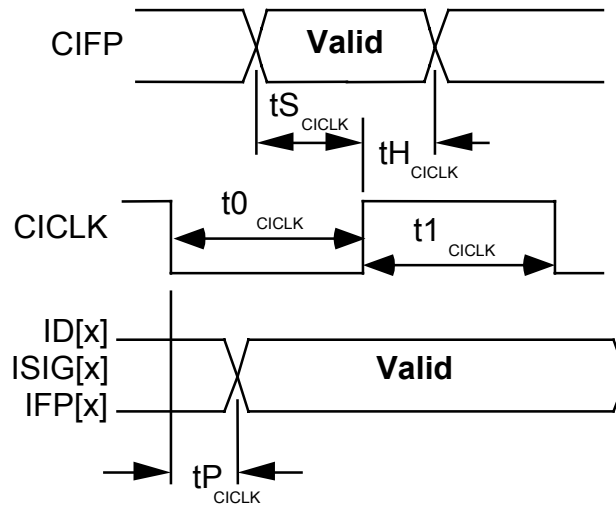 CIFP
Valid
tS CICLK
tH CICLK
CICLK
t0 CICLK
t1 CICLK
ID[x]
ISIG[x]
IFP[x]
Valid
tP CICLK